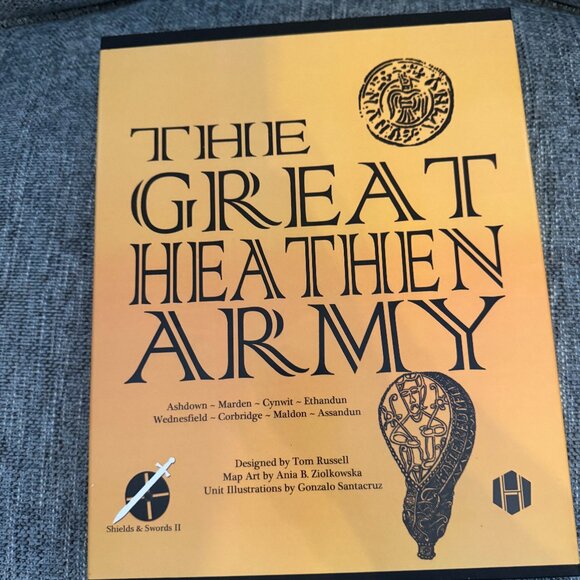 THE
GREAT
HEATHEN
ARMY
Ashdown ~ Marden ~ Cynwit ~ Ethandun
Wednesfield ~ Corbridge ~ Maldon ~ Assandun
Designed by Tom Russell
Map Art by Ania B. Ziolkowska
Unit Illustrations by Gonzalo Santacruz
Shields & Swords II
H